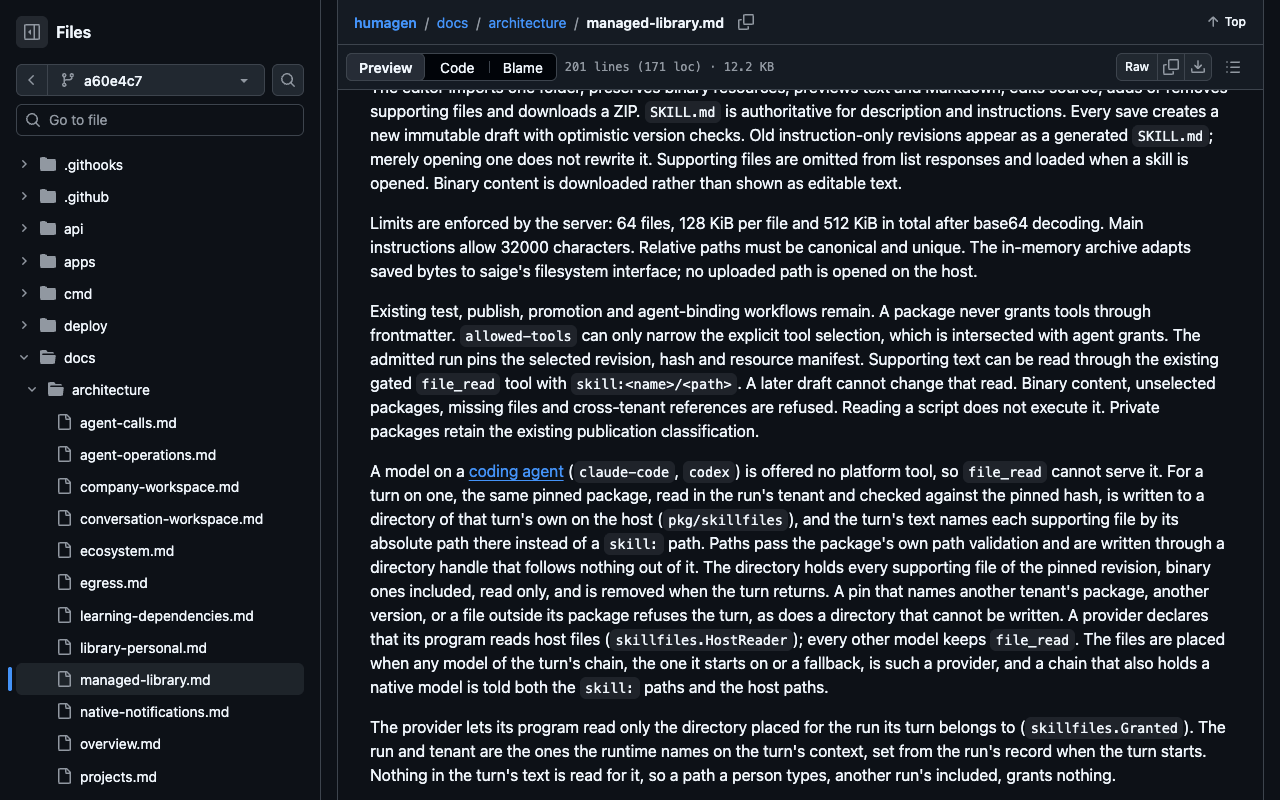 Files
humagen / docs / architecture / managed-library.md
Top
a60e4c7
Preview Code Blame 201 lines (171 loc) · 12.2 KB
Raw
Go to file
.githooks
.github
api
apps
cmd
deploy
docs
architecture
agent-calls.md
agent-operations.md
company-workspace.md
conversation-workspace.md
ecosystem.md
egress.md
learning-dependencies.md
library-personal.md
managed-library.md
native-notifications.md
overview.md
projects.md
The editor imports one folder, preserves binary resources, previews text and Markdown, edits source, adds or removes
supporting files and downloads a ZIP. SKILL.md is authoritative for description and instructions. Every save creates a
new immutable draft with optimistic version checks. Old instruction-only revisions appear as a generated SKILL.md ;
merely opening one does not rewrite it. Supporting files are omitted from list responses and loaded when a skill is
opened. Binary content is downloaded rather than shown as editable text.
Limits are enforced by the server: 64 files, 128 KiB per file and 512 KiB in total after base64 decoding. Main
instructions allow 32000 characters. Relative paths must be canonical and unique. The in-memory archive adapts
saved bytes to saige's filesystem interface; no uploaded path is opened on the host.
Existing test, publish, promotion and agent-binding workflows remain. A package never grants tools through
frontmatter. allowed-tools can only narrow the explicit tool selection, which is intersected with agent grants. The
admitted run pins the selected revision, hash and resource manifest. Supporting text can be read through the existing
gated file_read tool with skill:<name>/<path> . A later draft cannot change that read. Binary content, unselected
packages, missing files and cross-tenant references are refused. Reading a script does not execute it. Private
packages retain the existing publication classification.
A model on a coding agent ( claude-code , codex ) is offered no platform tool, so file_read cannot serve it. For a
turn on one, the same pinned package, read in the run's tenant and checked against the pinned hash, is written to a
directory of that turn's own on the host ( pkg/skillfiles ), and the turn's text names each supporting file by its
absolute path there instead of a skill: path. Paths pass the package's own path validation and are written through a
directory handle that follows nothing out of it. The directory holds every supporting file of the pinned revision, binary
ones included, read only, and is removed when the turn returns. A pin that names another tenant's package, another
version, or a file outside its package refuses the turn, as does a directory that cannot be written. A provider declares
that its program reads host files ( skillfiles.HostReader ); every other model keeps file_read . The files are placed
when any model of the turn's chain, the one it starts on or a fallback, is such a provider, and a chain that also holds a
native model is told both the skill: paths and the host paths.
The provider lets its program read only the directory placed for the run its turn belongs to ( skillfiles.Granted ). The
run and tenant are the ones the runtime names on the turn's context, set from the run's record when the turn starts.
Nothing in the turn's text is read for it, so a path a person types, another run's included, grants nothing.